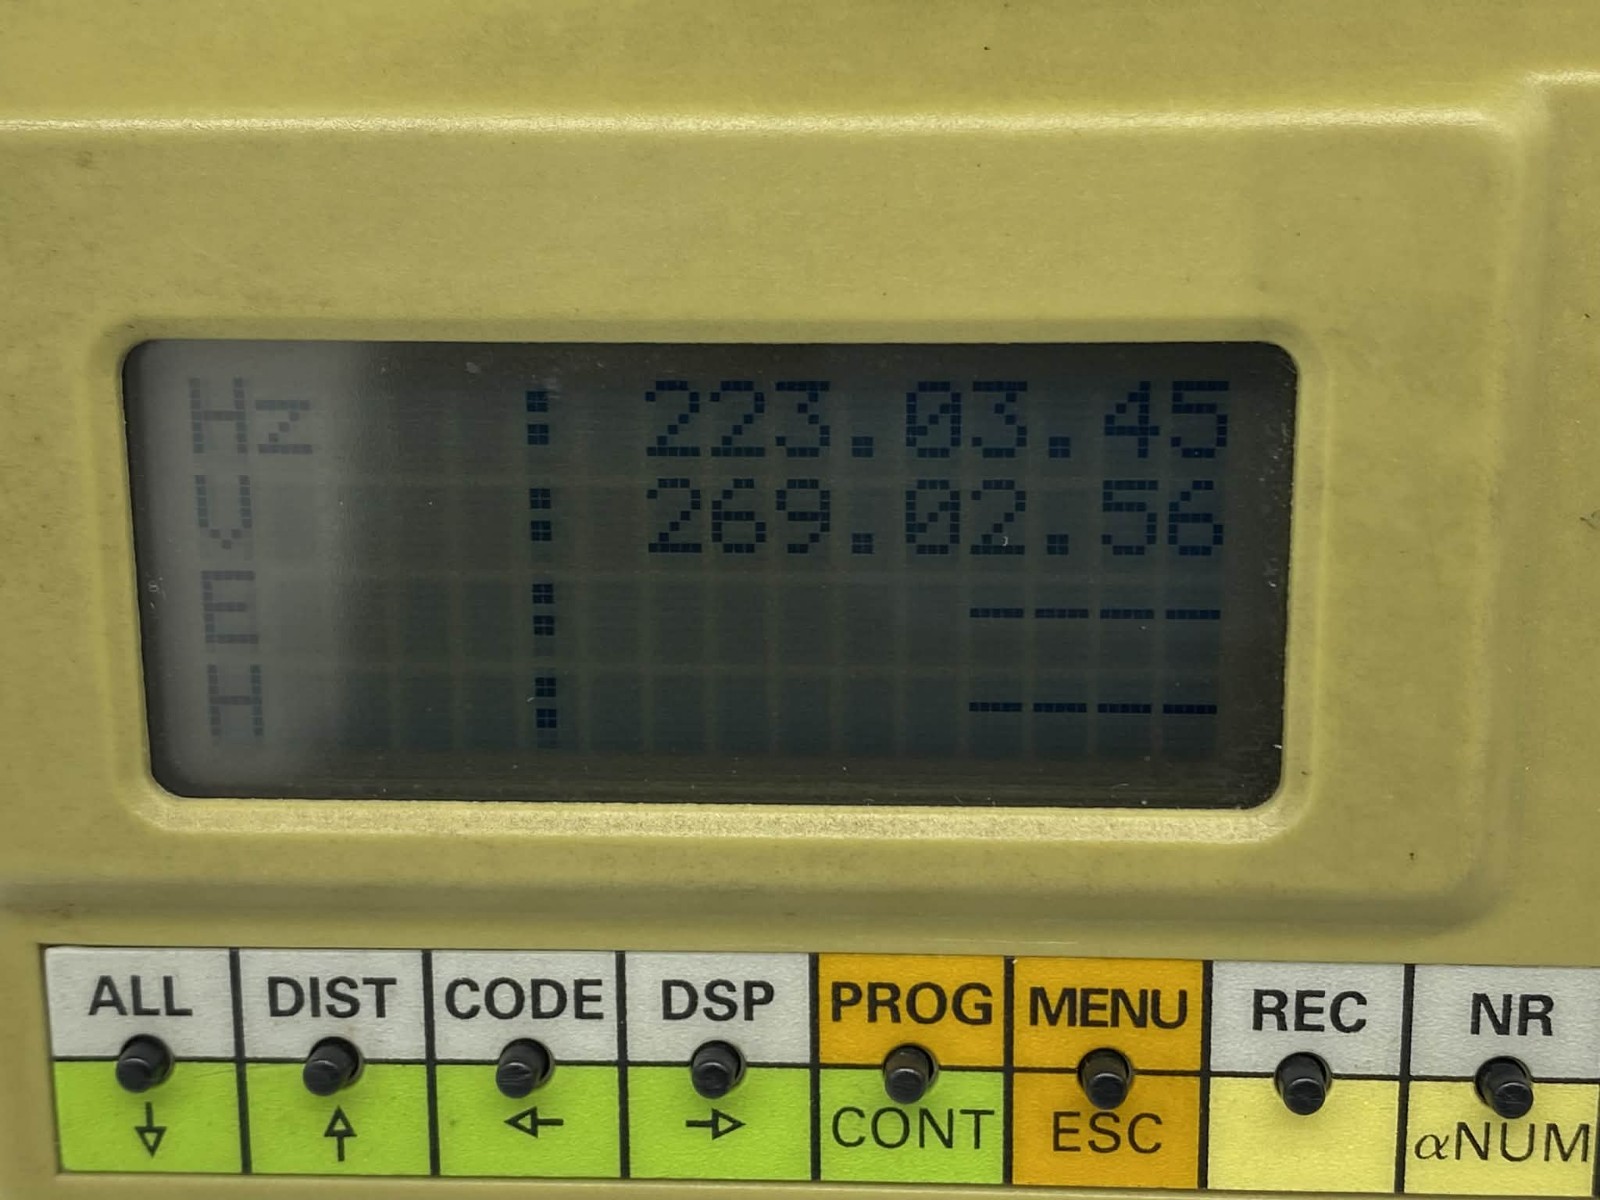 Hz : 223.03.45
V : 269.02.56
E : ----
H : ----
ALL DIST CODE DSP PROG MENU REC NR
↓ ↑ ← → CONT ESC αNUM